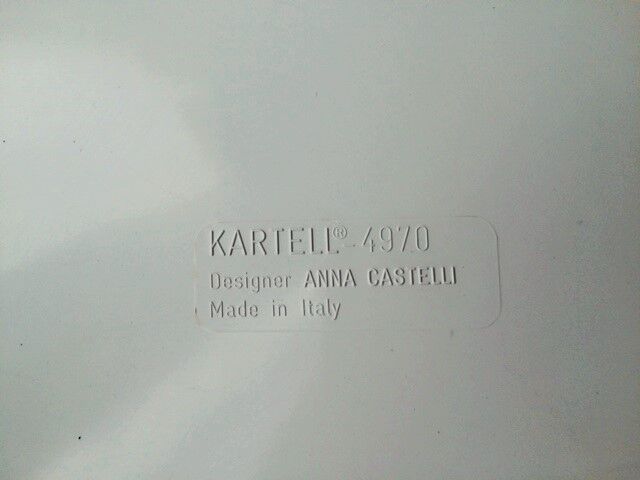 KARTELL®-4970
Designer ANNA CASTELLI
Made in Italy